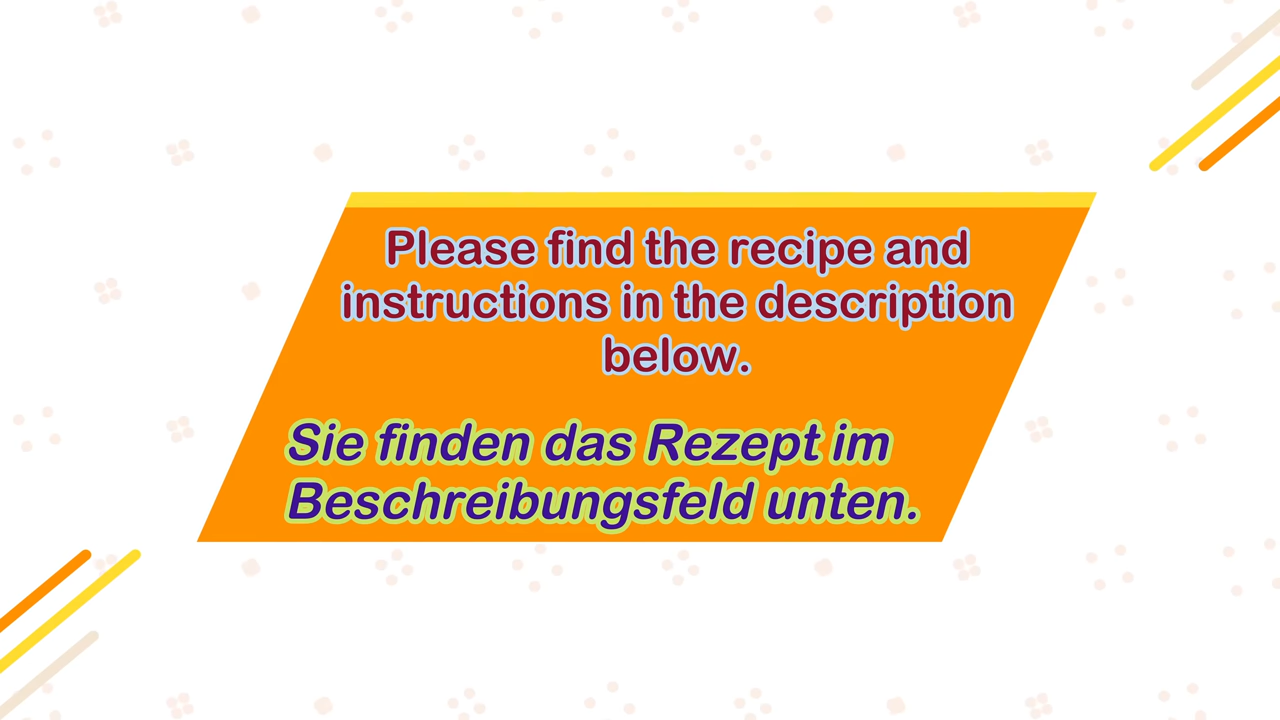 Please find the recipe and
instructions in the description
below.
Sie finden das Rezept im
Beschreibungsfeld unten.